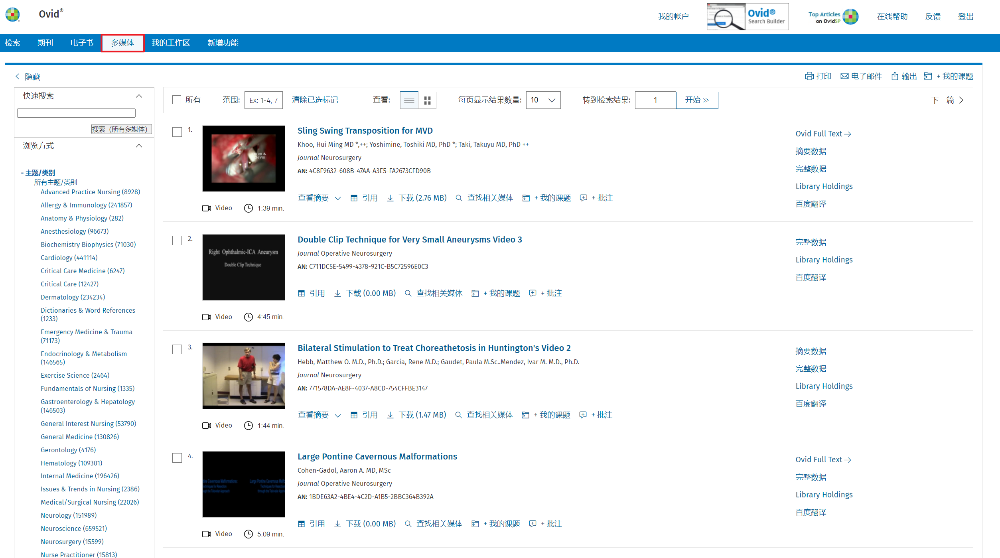 Ovid®
我的帐户
Ovid®
Search Builder
Top Articles
on OvidSP
在线帮助
反馈
登出
检索
期刊
电子书
多媒体
我的工作区
新增功能
隐藏
打印
电子邮件
输出
+ 我的课题
快速搜索
搜索（所有多媒体）
浏览方式
- 主题/类别
所有主题/类别
Advanced Practice Nursing (8928)
Allergy & Immunology (241857)
Anatomy & Physiology (282)
Anesthesiology (96673)
Biochemistry Biophysics (71030)
Cardiology (441114)
Critical Care Medicine (6247)
Critical Care (12427)
Dermatology (234234)
Dictionaries & Word References
(1233)
Emergency Medicine & Trauma
(71173)
Endocrinology & Metabolism
(146565)
Exercise Science (2464)
Fundamentals of Nursing (1335)
Gastroenterology & Hepatology
(146503)
General Interest Nursing (53790)
General Medicine (130826)
Gerontology (4176)
Hematology (109301)
Internal Medicine (196426)
Issues & Trends in Nursing (2386)
Medical/Surgical Nursing (22026)
Neurology (151989)
Neuroscience (659521)
Neurosurgery (15599)
Nurse Practitioner (15813)
所有
范围: Ex: 1-4, 7
清除已选标记
查看:
每页显示结果数量: 10
转到检索结果: 1 开始 ≫
下一篇
1.
CN VII &
CN VIII
Video 1:39 min.
Sling Swing Transposition for MVD
Khoo, Hui Ming MD *,++; Yoshimine, Toshiki MD, PhD *; Taki, Takuyu MD, PhD ++
Journal Neurosurgery
AN: 4C8F9632-608B-47AA-A3E5-FA2673CFD90B
查看摘要 引用 下载 (2.76 MB) 查找相关媒体 + 我的课题 + 批注
Ovid Full Text
摘要数据
完整数据
Library Holdings
百度翻译
2.
Right Ophthalmic-ICA Aneurysm
Double Clip Technique
Video 4:45 min.
Double Clip Technique for Very Small Aneurysms Video 3
Journal Operative Neurosurgery
AN: C711DC5E-5499-4378-921C-B5C72596E0C3
引用 下载 (0.00 MB) 查找相关媒体 + 我的课题 + 批注
完整数据
Library Holdings
百度翻译
3.
Video 1:44 min.
Bilateral Stimulation to Treat Choreathetosis in Huntington's Video 2
Hebb, Matthew O. M.D., Ph.D.; Garcia, Rene M.D.; Gaudet, Paula M.Sc..Mendez, Ivar M. M.D., Ph.D.
Journal Neurosurgery
AN: 771578DA-AE8F-4037-A8CD-754CFFBE3147
查看摘要 引用 下载 (1.47 MB) 查找相关媒体 + 我的课题 + 批注
摘要数据
完整数据
Library Holdings
百度翻译
4.
Cavernous Malformations:
Techniques for Resection
the Telovelar Approach
Large Pontine Cavernous
Techniques for Resection
through the Telovelar
Video 5:09 min.
Large Pontine Cavernous Malformations
Cohen-Gadol, Aaron A. MD, MSc
Journal Operative Neurosurgery
AN: 1BDE63A2-4BE4-4C2D-A1B5-2BBC364B392A
引用 下载 (0.00 MB) 查找相关媒体 + 我的课题 + 批注
Ovid Full Text
完整数据
Library Holdings
百度翻译